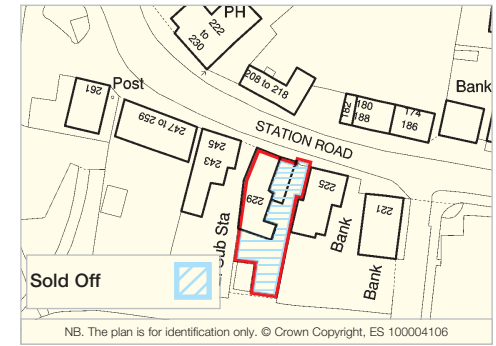 PH
222
to
230
208 to 218
Bank
Post
261
247 to 259
182
180
188
174
186
STATION ROAD
245
243
229
225
221
ub Sta
Bank
Bank
Sold Off
NB. The plan is for identification only. © Crown Copyright, ES 100004106